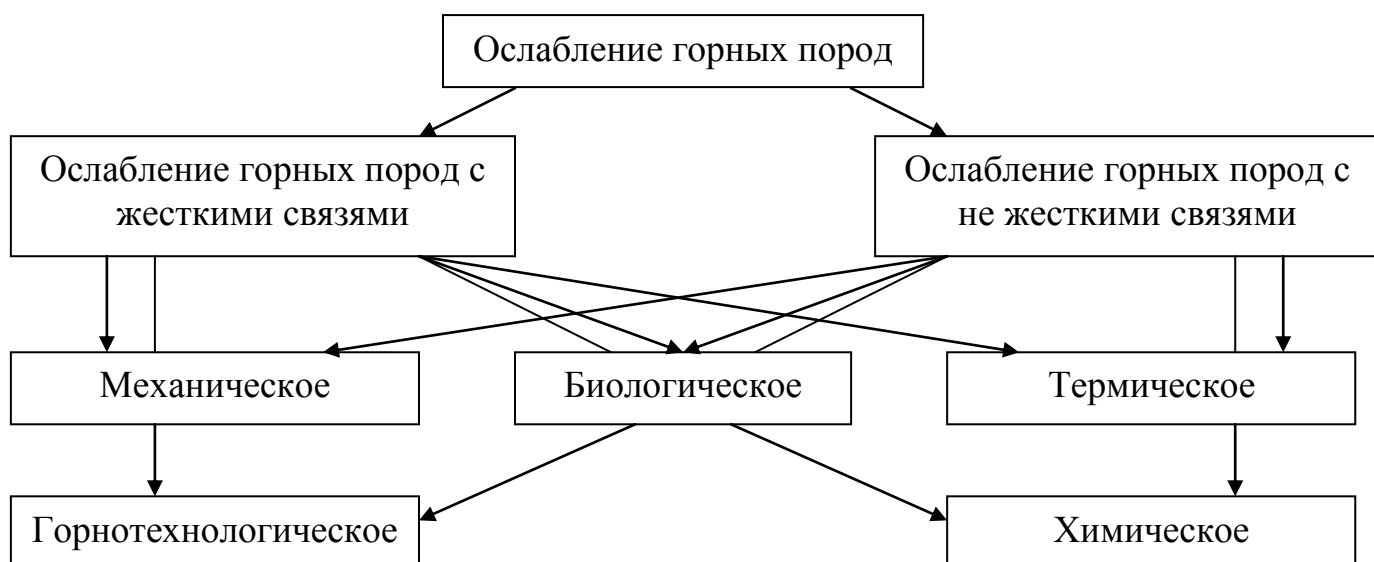 Ослабление горных пород
Ослабление горных пород с
жесткими связями
Ослабление горных пород с
не жесткими связями
Механическое
Биологическое
Термическое
Горнотехнологическое
Химическое